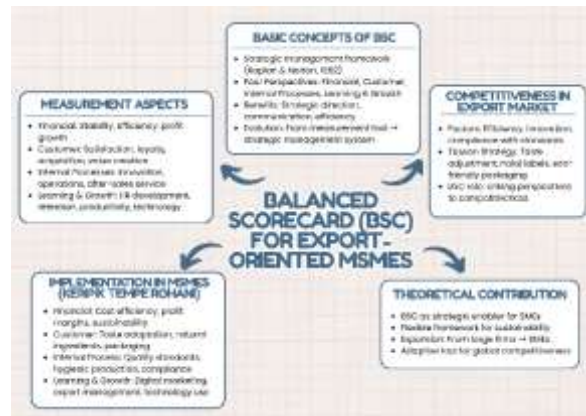 BASIC CONCEPTS OF BSC
• Strategic management framework
(Kaplan & Norton, 1992)
• Four Perspectives: Financial, Customer,
Internal Processes, Learning & Growth
• Benefits: Strategic direction,
communication, efficiency
• Evolution: From measurement tool →
strategic management system
MEASUREMENT ASPECTS
• Financial: Stability, Efficiency, profit
growth
• Customer: Satisfaction, loyalty,
acquisition, value creation
• Internal Processes: Innovation,
operations, after-sales service
• Learning & Growth: HR development,
retention, productivity, technology
COMPETITIVENESS IN
EXPORT MARKET
• Factors: Efficiency, innovation,
compliance with standards
• Taiwan Strategy: Taste
adjustment, halal labels, eco-
friendly packaging
• BSC role: Linking perspectives
to competitiveness
BALANCED
SCORECARD (BSC)
FOR EXPORT-
ORIENTED MSMES
IMPLEMENTATION IN MSMES
(KERIPIK TEMPE ROHANI)
• Financial: Cost efficiency, profit
margins, sustainability
• Customer: Taste adaptation, natural
ingredients, packaging
• Internal Process: Quality standards,
hygienic production, compliance
• Learning & Growth: Digital marketing,
export management, technology use
THEORETICAL CONTRIBUTION
• BSC as strategic enabler for
• Flexible framework for sustainability
• Expansion: From large firms →
• Adaptive tool for global competitiveness